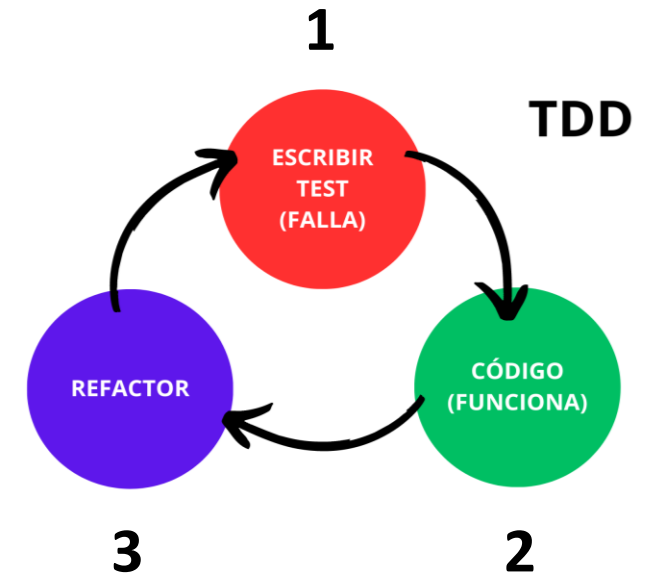 1
TDD
ESCRIBIR
TEST
(FALLA)
CÓDIGO
(FUNCIONA)
REFACTOR
3
2